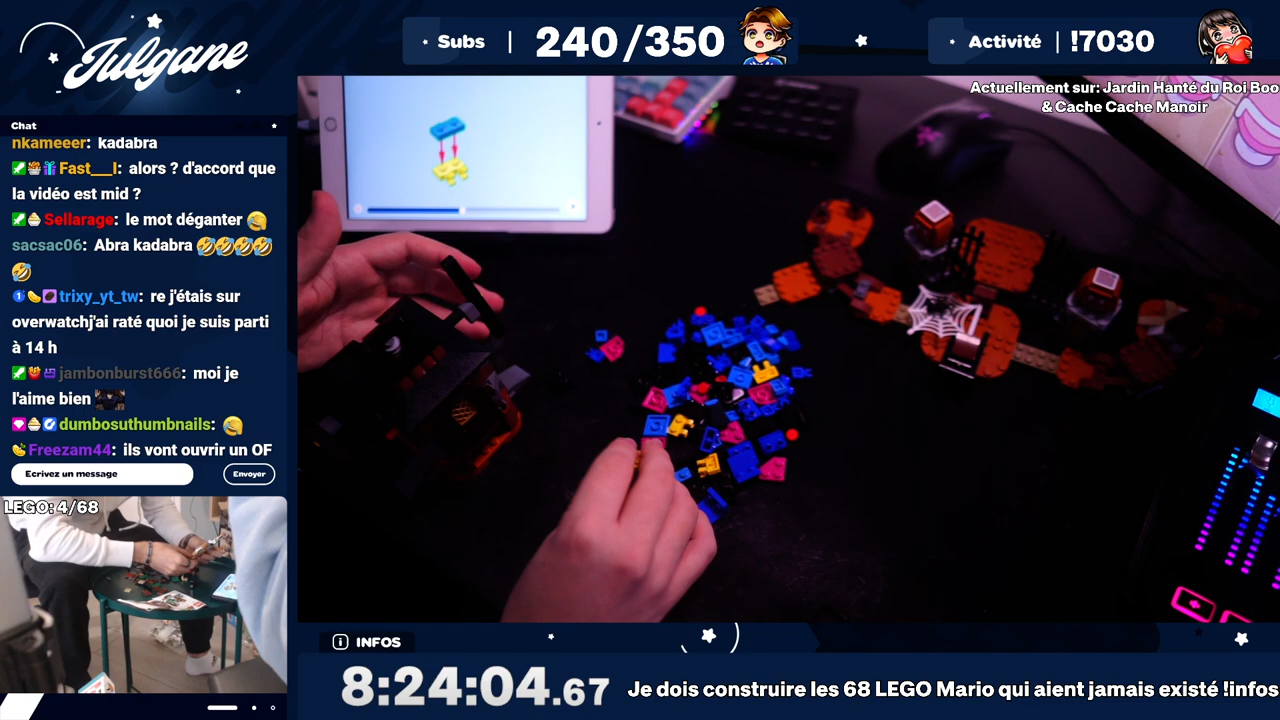 Julgane
Subs | 240/350
Activité | !7030
Actuellement sur: Jardin Hanté du Roi Boo
& Cache Cache Manoir
Chat
nkameeer: kadabra
Fast___I: alors ? d'accord que
la vidéo est mid ?
Sellarage: le mot déganter 🤣
sacsac06: Abra kadabra 🤣🤣🤣🤣
🤣
trixy_yt_tw: re j'étais sur
overwatchj'ai raté quoi je suis parti
à 14 h
jambonburst666: moi je
l'aime bien
dumbosuthumbnails: 🤣
Freezam44: ils vont ouvrir un OF
Ecrivez un message
Envoyer
LEGO: 4/68
INFOS
8:24:04.67
Je dois construire les 68 LEGO Mario qui aient jamais existé !infos